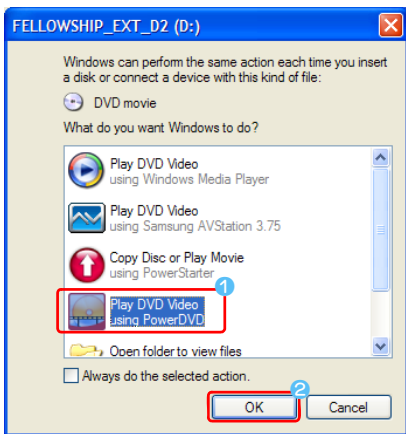 FELLOWSHIP_EXT_D2 (D:)
Windows can perform the same action each time you insert
a disk or connect a device with this kind of file:
DVD movie
What do you want Windows to do?
Play DVD Video
using Windows Media Player
Play DVD Video
using Samsung AVStation 3.75
Copy Disc or Play Movie
using PowerStarter
1
Play DVD Video
using PowerDVD
Open folder to view files
Always do the selected action.
2
OK
Cancel